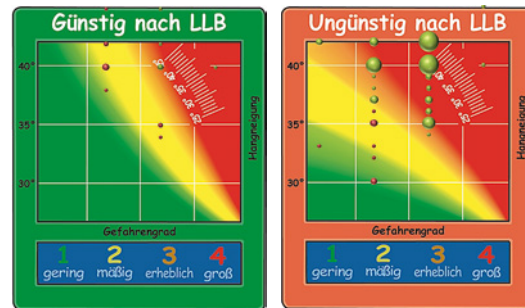 Günstig nach LLB
40°
35°
30°
Hangneigung
Gefahrengrad
1 2 3 4
gering mäßig erheblich groß
Ungünstig nach LLB
40°
35°
30°
Hangneigung
Gefahrengrad
1 2 3 4
gering mäßig erheblich groß